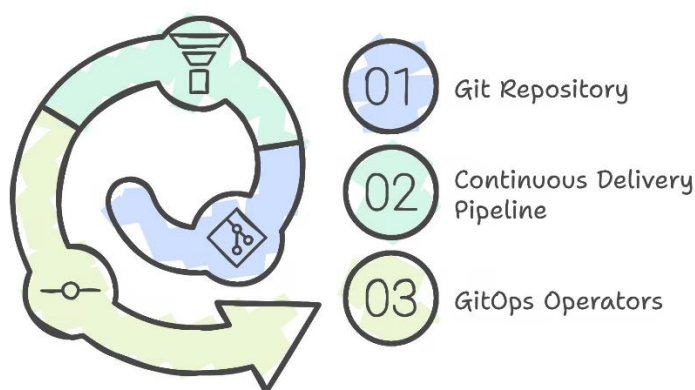 01
Git Repository
02
Continuous Delivery
Pipeline
03
GitOps Operators